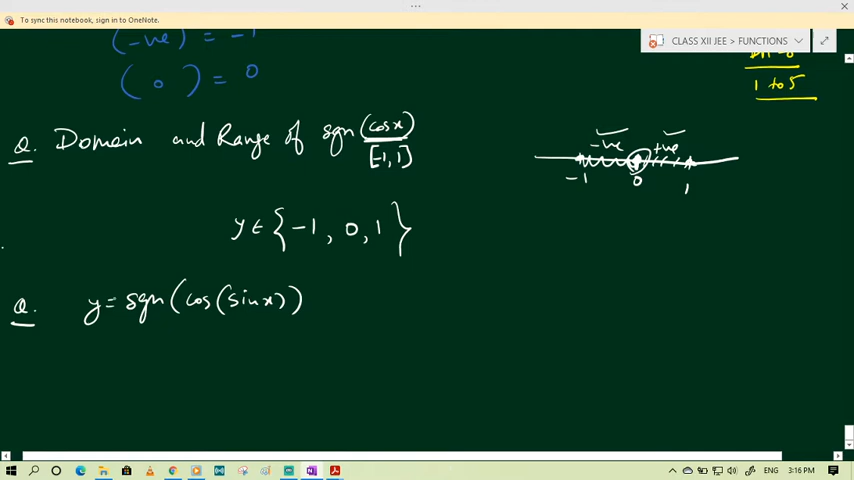 To sync this notebook, sign in to OneNote.
CLASS XII JEE > FUNCTIONS
(-ve) = -1
(0) = 0
1 to 5
Q. Domain and Range of sgn(cosx)
[-1,1]
-ve +ve
-1 0 1
y ∈ {-1, 0, 1}
Q. y = sgn(cos(sinx))
ENG 3:16 PM